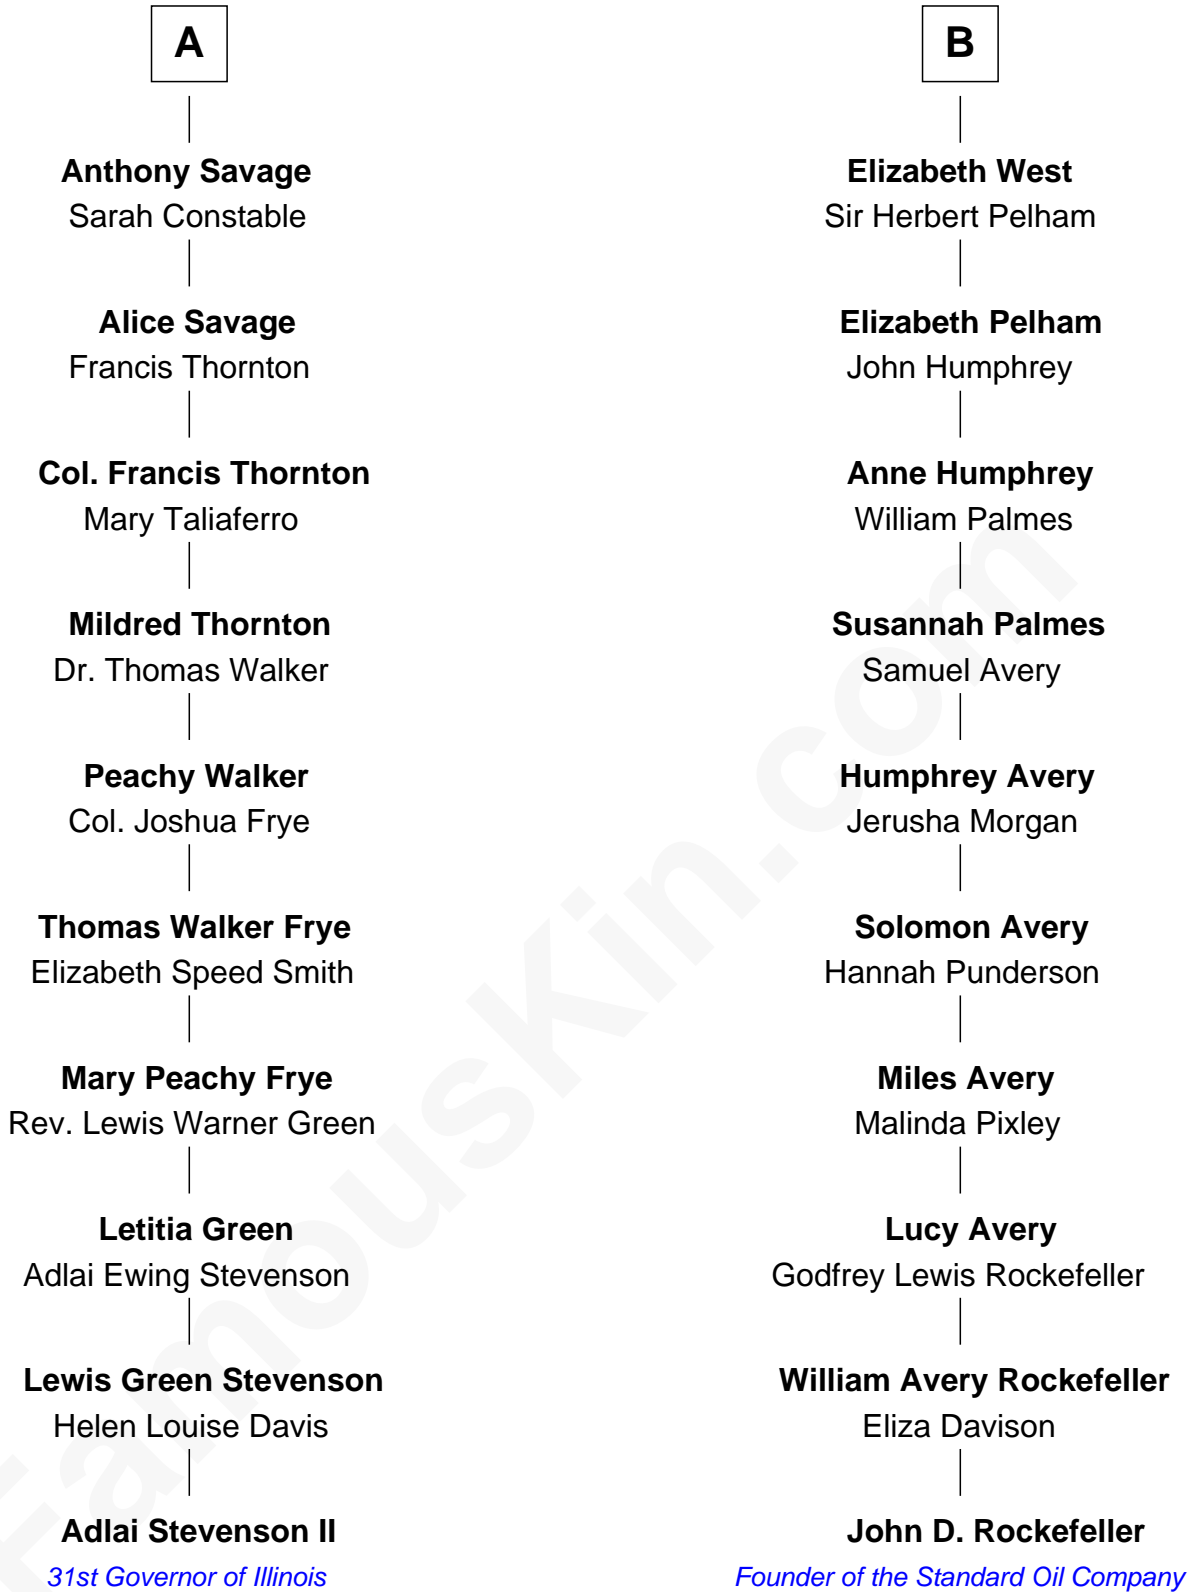 A
Anthony Savage
Sarah Constable
Alice Savage
Francis Thornton
Col. Francis Thornton
Mary Taliaferro
Mildred Thornton
Dr. Thomas Walker
Peachy Walker
Col. Joshua Frye
Thomas Walker Frye
Elizabeth Speed Smith
Mary Peachy Frye
Rev. Lewis Warner Green
Letitia Green
Adlai Ewing Stevenson
Lewis Green Stevenson
Helen Louise Davis
Adlai Stevenson II
31st Governor of Illinois
B
Elizabeth West
Sir Herbert Pelham
Elizabeth Pelham
John Humphrey
Anne Humphrey
William Palmes
Susannah Palmes
Samuel Avery
Humphrey Avery
Jerusha Morgan
Solomon Avery
Hannah Punderson
Miles Avery
Malinda Pixley
Lucy Avery
Godfrey Lewis Rockefeller
William Avery Rockefeller
Eliza Davison
John D. Rockefeller
Founder of the Standard Oil Company
FamousKin.com